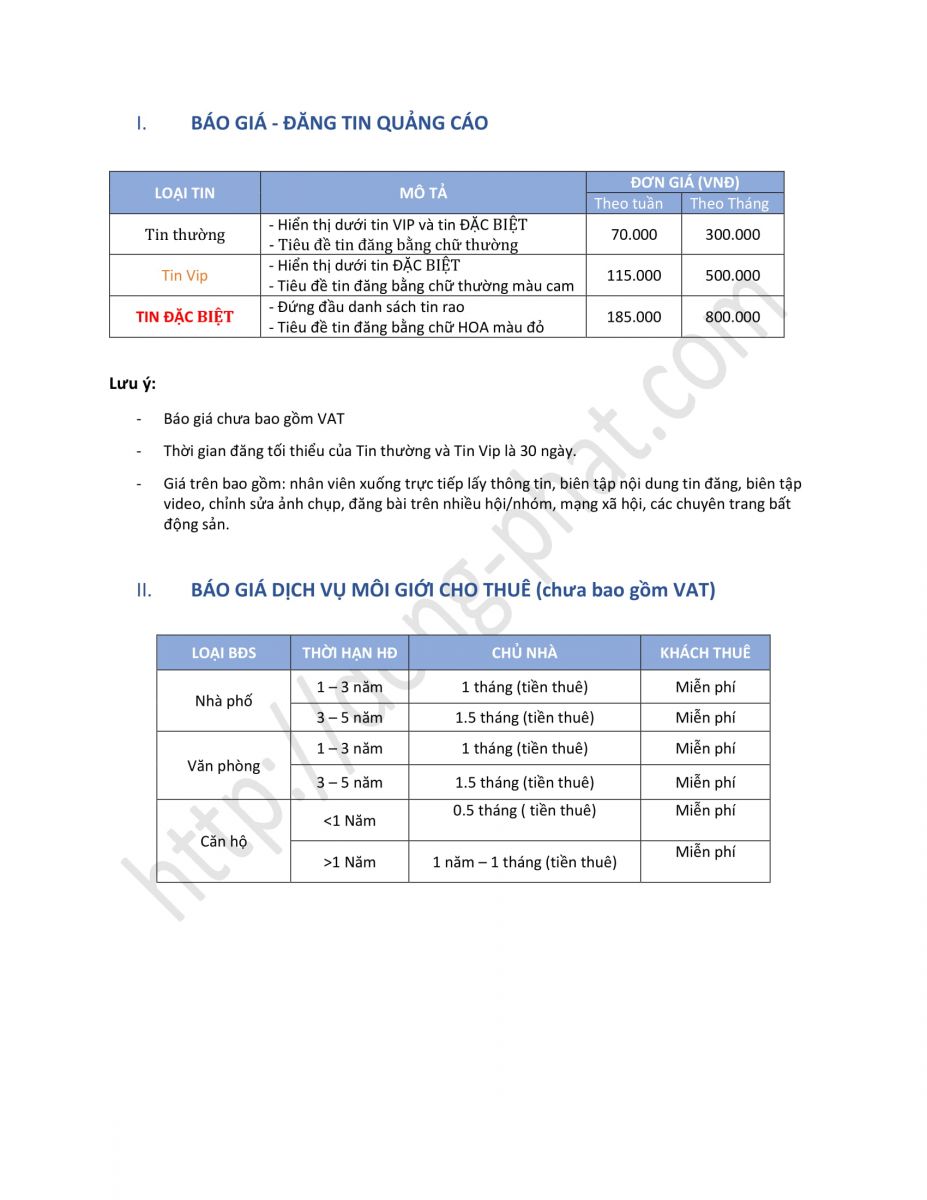 I. BÁO GIÁ - ĐĂNG TIN QUẢNG CÁO
LOẠI TIN MÔ TẢ ĐƠN GIÁ (VNĐ)
Theo tuần Theo Tháng
Tin thường - Hiển thị dưới tin VIP và tin ĐẶC BIỆT 70.000 300.000
- Tiêu đề tin đăng bằng chữ thường
Tin Vip - Hiển thị dưới tin ĐẶC BIỆT 115.000 500.000
- Tiêu đề tin đăng bằng chữ thường màu cam
TIN ĐẶC BIỆT - Đứng đầu danh sách tin rao 185.000 800.000
- Tiêu đề tin đăng bằng chữ HOA màu đỏ
Lưu ý:
- Báo giá chưa bao gồm VAT
- Thời gian đăng tối thiểu của Tin thường và Tin Vip là 30 ngày.
- Giá trên bao gồm: nhân viên xuống trực tiếp lấy thông tin, biên tập nội dung tin đăng, biên tập
video, chỉnh sửa ảnh chụp, đăng bài trên nhiều hội/nhóm, mạng xã hội, các chuyên trang bất
động sản.
II. BÁO GIÁ DỊCH VỤ MÔI GIỚI CHO THUÊ (chưa bao gồm VAT)
LOẠI BĐS THỜI HẠN HĐ CHỦ NHÀ KHÁCH THUÊ
Nhà phố 1 – 3 năm 1 tháng (tiền thuê) Miễn phí
3 – 5 năm 1.5 tháng (tiền thuê) Miễn phí
Văn phòng 1 – 3 năm 1 tháng (tiền thuê) Miễn phí
3 – 5 năm 1.5 tháng (tiền thuê) Miễn phí
Căn hộ <1 Năm 0.5 tháng ( tiền thuê) Miễn phí
>1 Năm 1 năm – 1 tháng (tiền thuê) Miễn phí